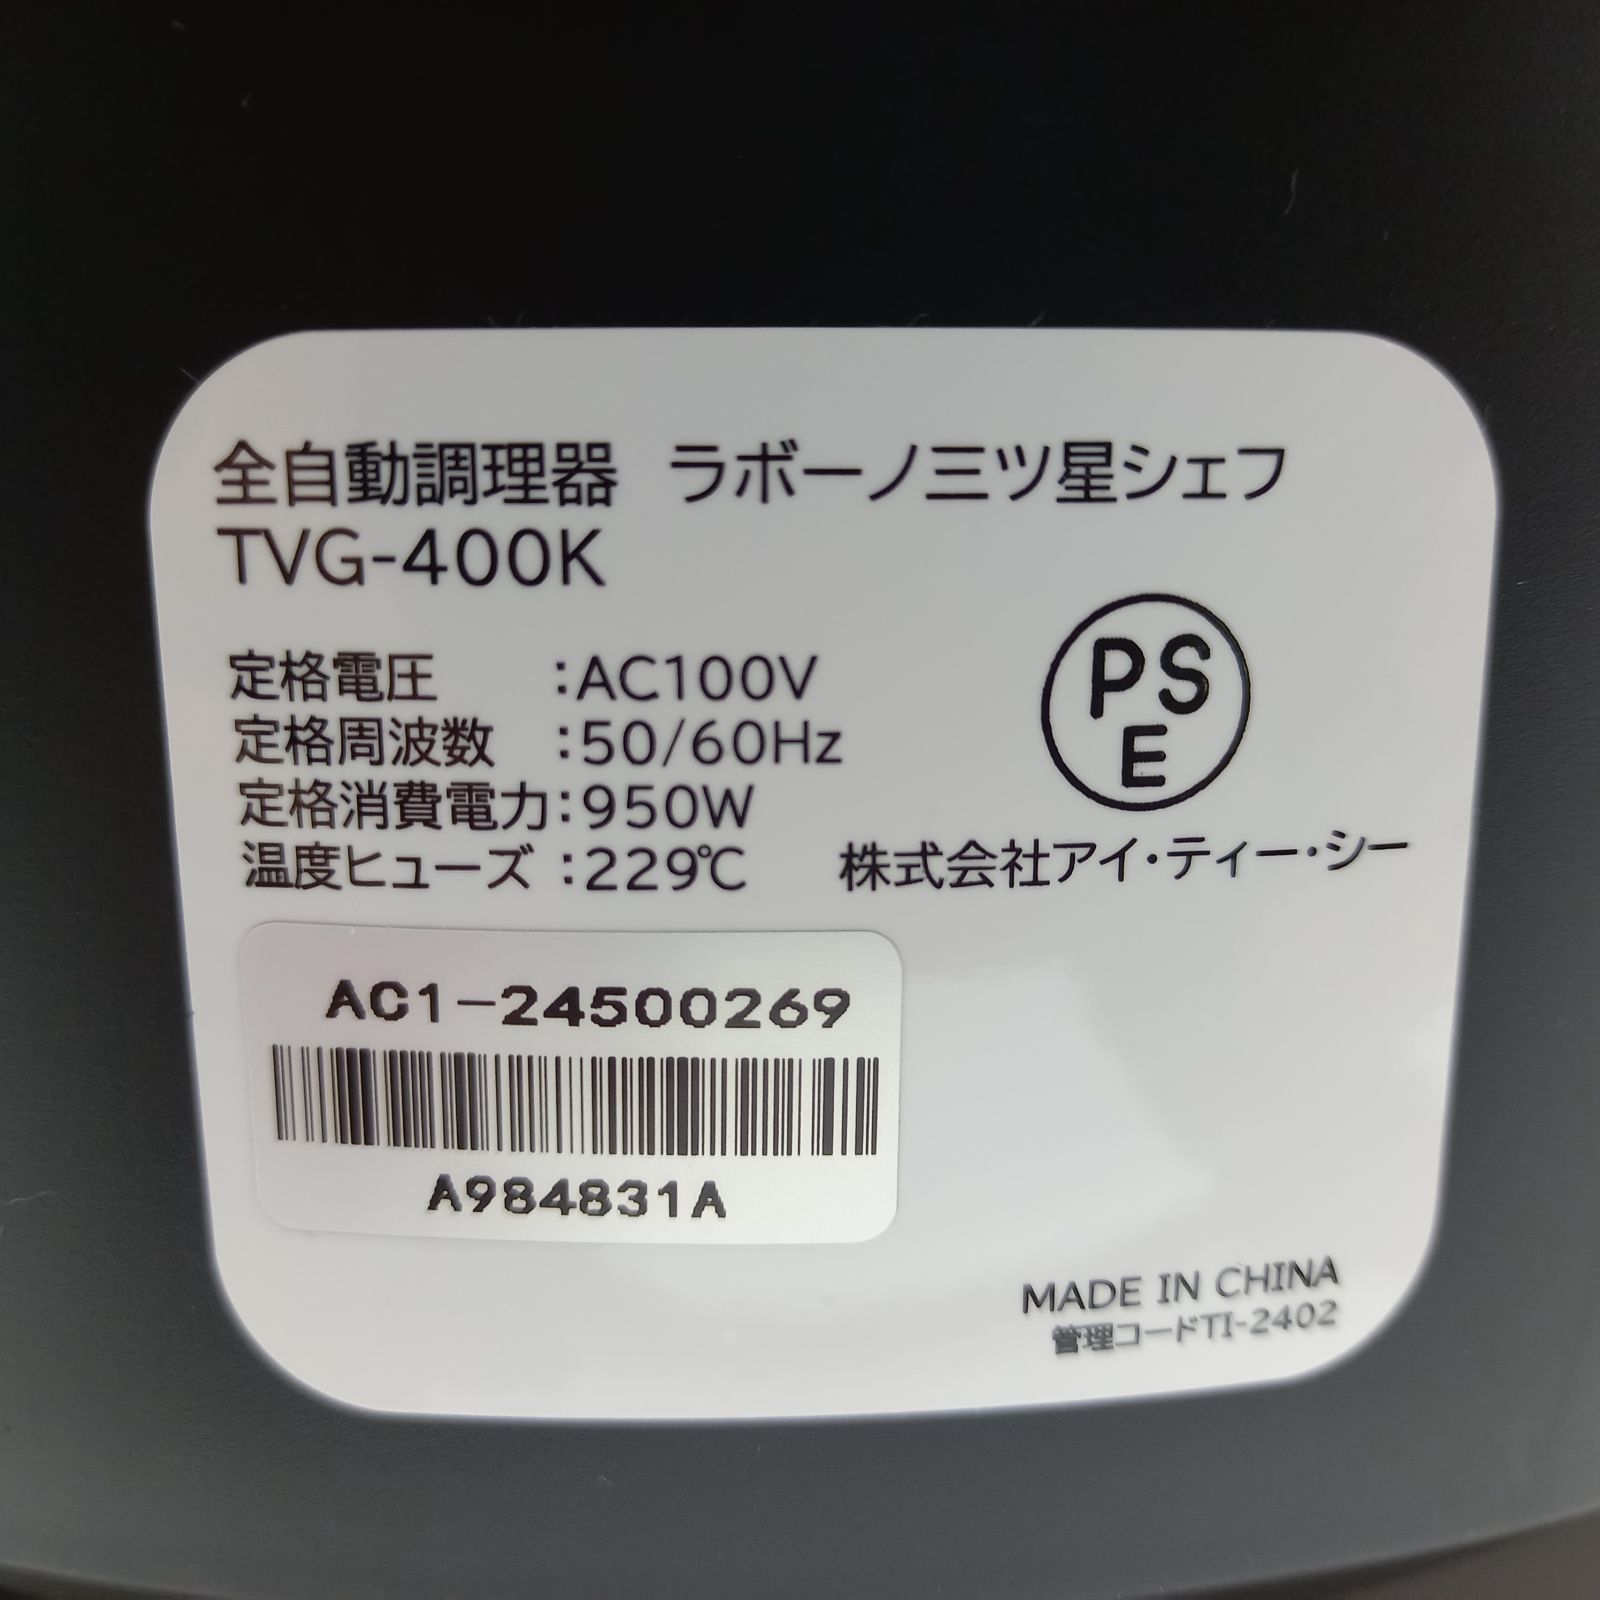 全自動調理器 ラボーノ三ツ星シェフ
TVG-400K
定格電圧 :AC100V
定格周波数 :50/60Hz
定格消費電力:950W
温度ヒューズ :229℃
PSE
株式会社アイ・ティー・シー
AC1-24500269
A984831A
MADE IN CHINA
管理コードTI-2402